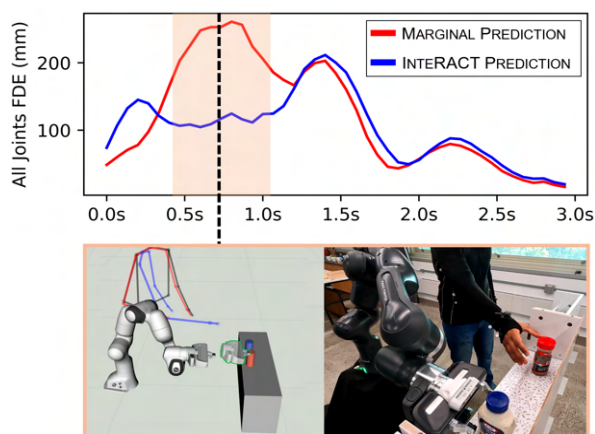 All Joints FDE (mm)
200
100
MARGINAL PREDICTION
INTERACT PREDICTION
0.0s 0.5s 1.0s 1.5s 2.0s 2.5s 3.0s